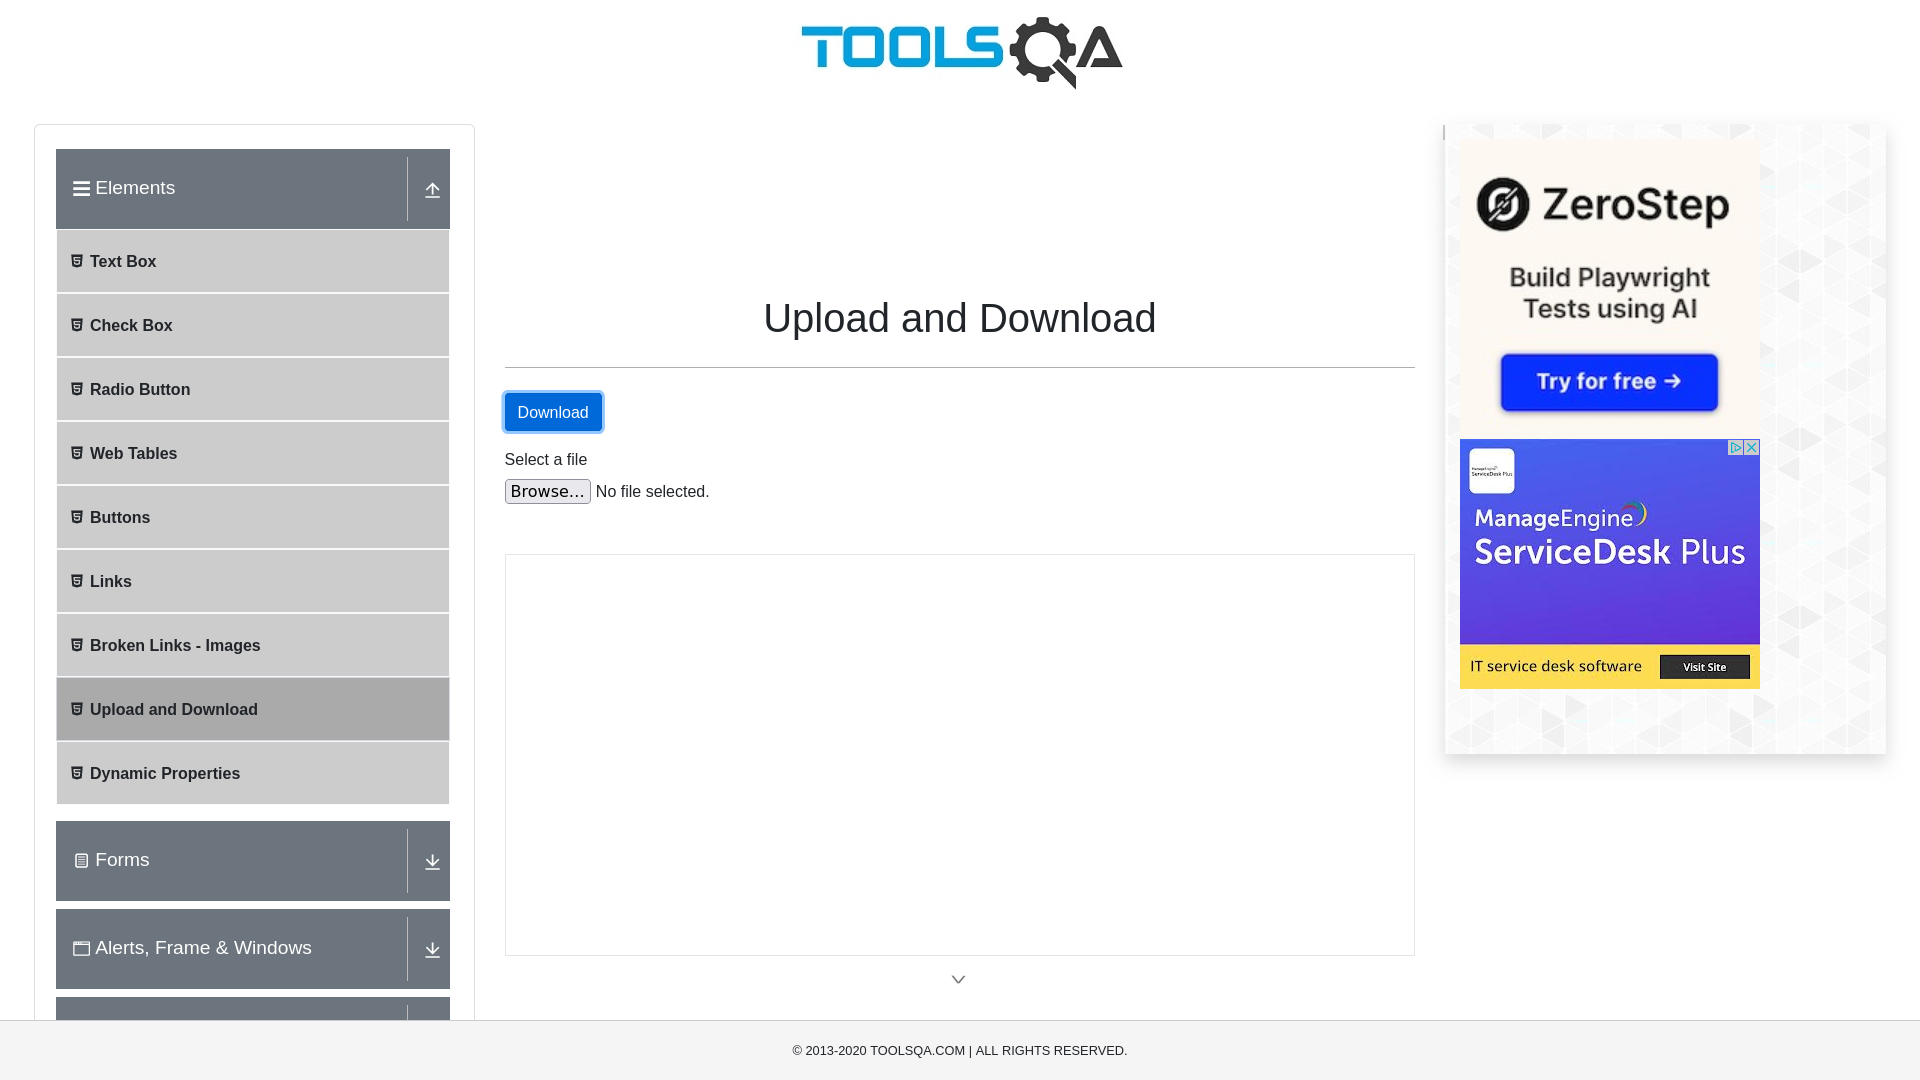 TOOLSQA
Elements
Text Box
Check Box
Radio Button
Web Tables
Buttons
Links
Broken Links - Images
Upload and Download
Dynamic Properties
Forms
Alerts, Frame & Windows
Upload and Download
Download
Select a file
Browse... No file selected.
ZeroStep
Build Playwright
Tests using AI
Try for free →
ManageEngine
ServiceDesk Plus
ManageEngine
ServiceDesk Plus
IT service desk software
Visit Site
© 2013-2020 TOOLSQA.COM | ALL RIGHTS RESERVED.